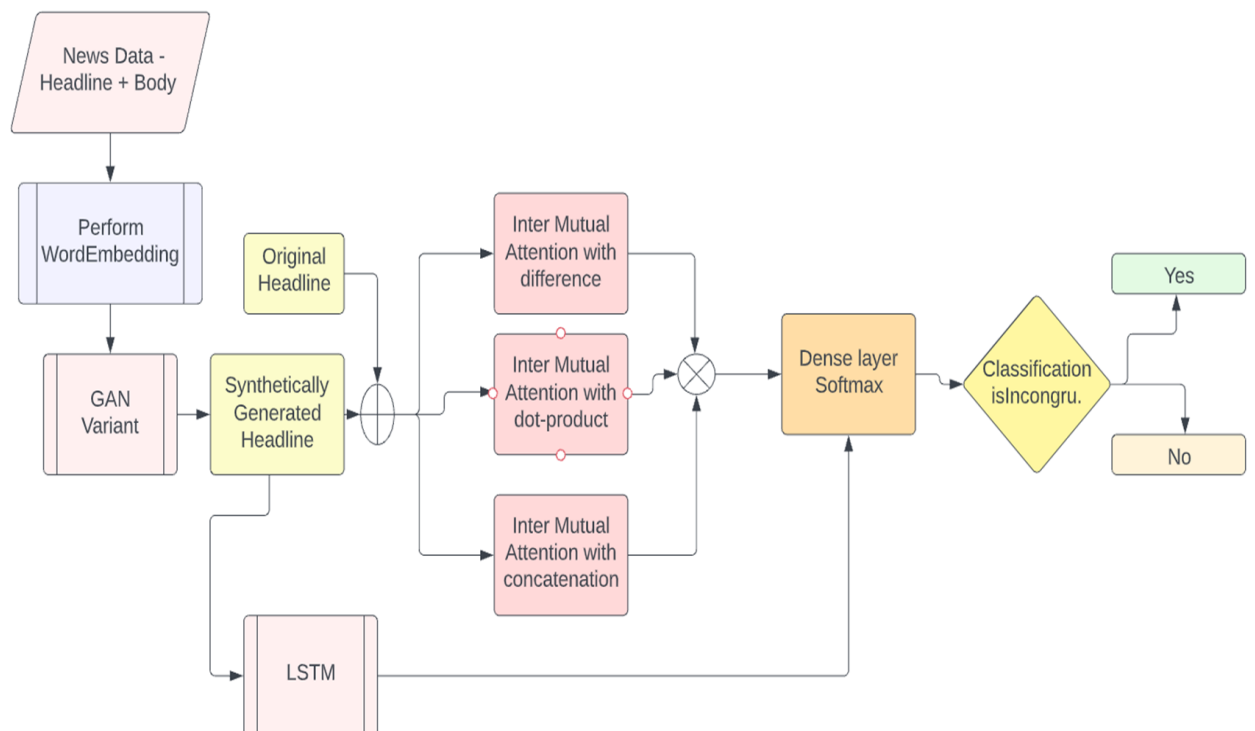 News Data -
Headline + Body
Perform
WordEmbedding
GAN
Variant
Original
Headline
Synthetically
Generated
Headline
Inter Mutual
Attention with
difference
Inter Mutual
Attention with
dot-product
Inter Mutual
Attention with
concatenation
LSTM
Dense layer
Softmax
Classification
isIncongru.
Yes
No